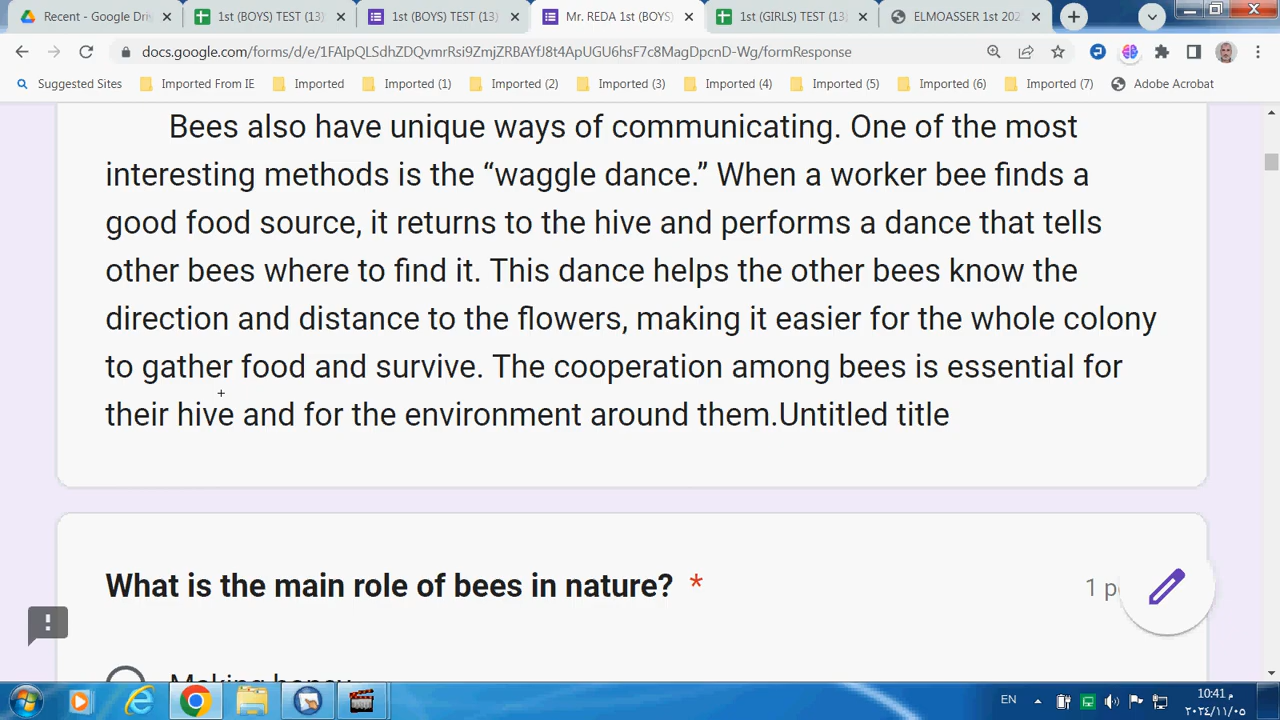 Recent - Google Dri
1st (BOYS) TEST (13)
1st (BOYS) TEST (
Mr. REDA 1st (BOYS)
1st (GIRLS) TEST (13)
docs.google.com/forms/d/e/1FAIpQLSdhZDQvmrRsi9ZmjZRBAYfJ8t4ApUGU6hsF7c8MagDpcnD-Wg/formResponse
Suggested Sites
Imported From IE
Imported
Imported (1)
Imported (2)
Imported (3)
Imported (4)
Imported (5)
Imported (6)
Imported (7)
Adobe Acrobat
Bees also have unique ways of communicating. One of the most
interesting methods is the “waggle dance.” When a worker bee finds a
good food source, it returns to the hive and performs a dance that tells
other bees where to find it. This dance helps the other bees know the
direction and distance to the flowers, making it easier for the whole colony
to gather food and survive. The cooperation among bees is essential for
their hive and for the environment around them.Untitled title
What is the main role of bees in nature? *
1 p
Making honey
EN
10:41 م
٢٠٢٤/١١/٠٥